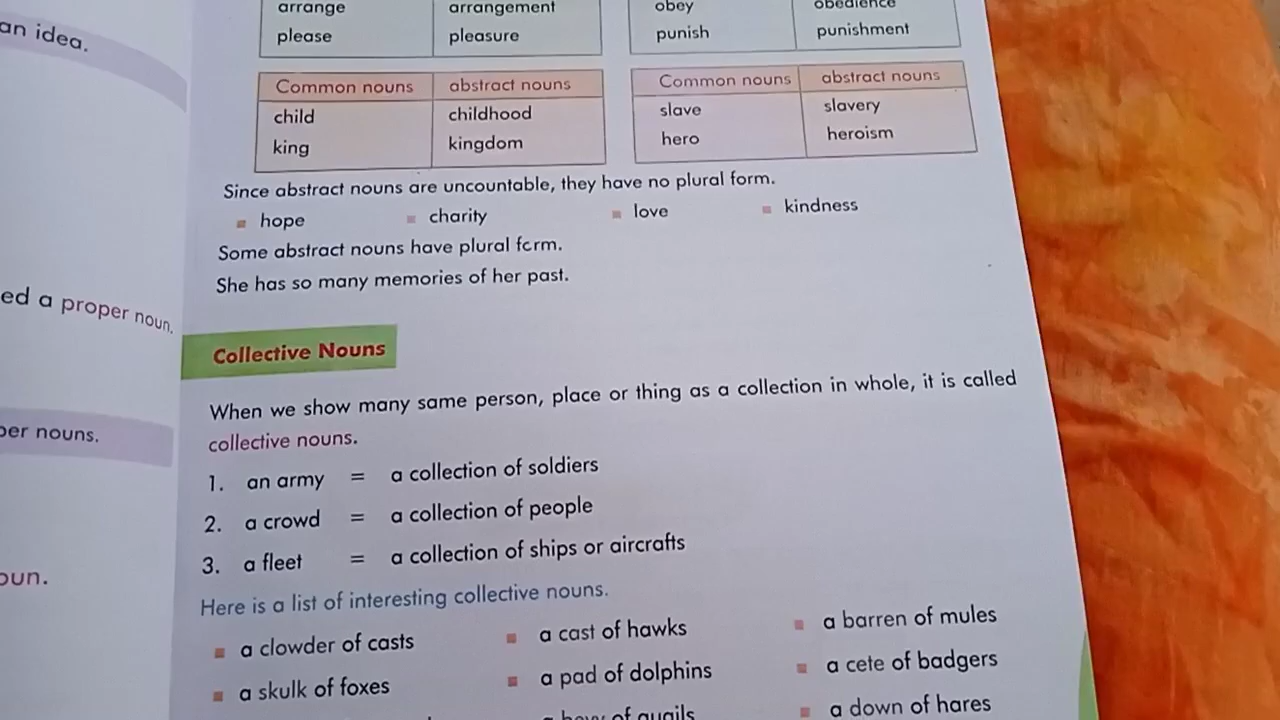 an idea.
ed a proper noun.
per nouns.
oun.
arrange arrangement
please pleasure
obey obedience
punish punishment
Common nouns abstract nouns
child childhood
king kingdom
Common nouns abstract nouns
slave slavery
hero heroism
Since abstract nouns are uncountable, they have no plural form.
hope charity love kindness
Some abstract nouns have plural form.
She has so many memories of her past.
Collective Nouns
When we show many same person, place or thing as a collection in whole, it is called
collective nouns.
1. an army = a collection of soldiers
2. a crowd = a collection of people
3. a fleet = a collection of ships or aircrafts
Here is a list of interesting collective nouns.
a clowder of casts a cast of hawks a barren of mules
a skulk of foxes a pad of dolphins a cete of badgers
of quails a down of hares